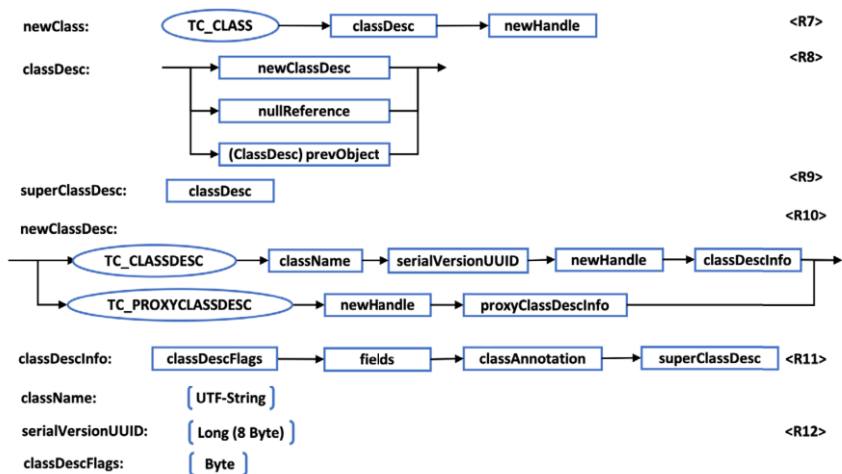 newClass: TC_CLASS classDesc newHandle <R7>
classDesc: newClassDesc <R8>
nullReference
(ClassDesc) prevObject
superClassDesc: classDesc <R9>
newClassDesc: <R10>
TC_CLASSDESC className serialVersionUUID newHandle classDescInfo
TC_PROXYCLASSDESC newHandle proxyClassDescInfo
classDescInfo: classDescFlags fields classAnnotation superClassDesc <R11>
className: UTF-String
serialVersionUUID: Long (8 Byte) <R12>
classDescFlags: Byte